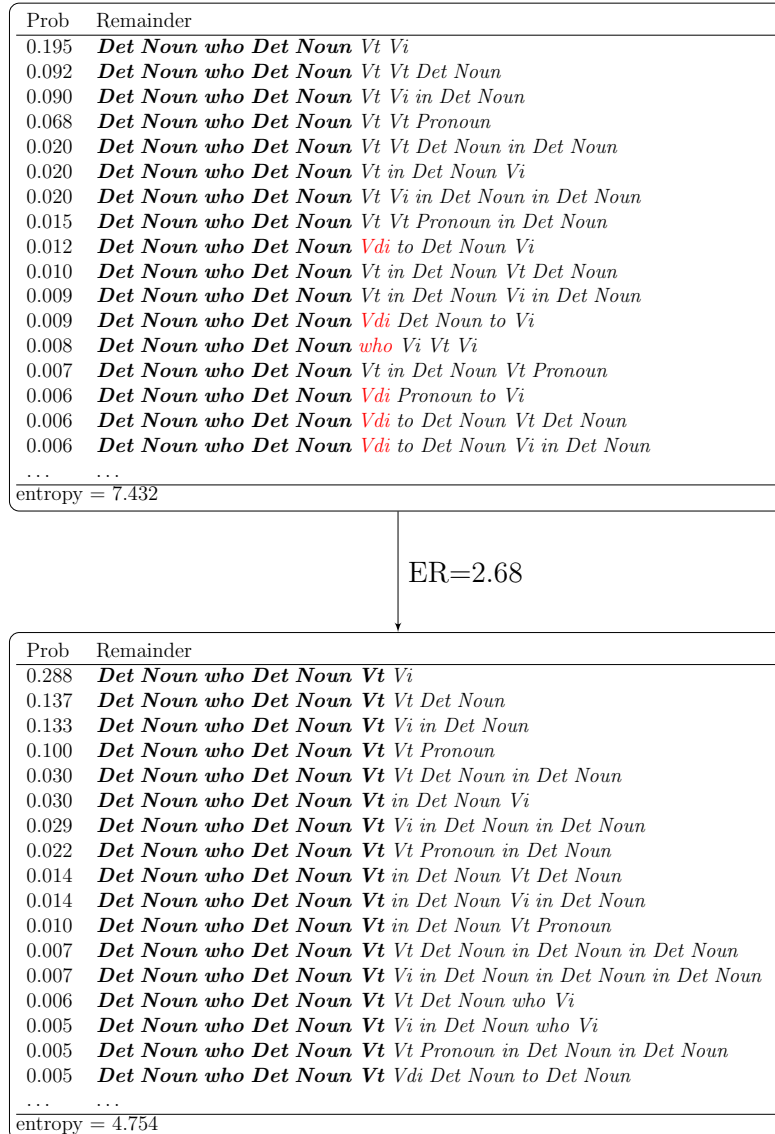 Prob Remainder
0.195 Det Noun who Det Noun Vt Vi
0.092 Det Noun who Det Noun Vt Vt Det Noun
0.090 Det Noun who Det Noun Vt Vi in Det Noun
0.068 Det Noun who Det Noun Vt Vt Pronoun
0.020 Det Noun who Det Noun Vt Vt Det Noun in Det Noun
0.020 Det Noun who Det Noun Vt in Det Noun Vi
0.020 Det Noun who Det Noun Vt Vi in Det Noun in Det Noun
0.015 Det Noun who Det Noun Vt Vt Pronoun in Det Noun
0.012 Det Noun who Det Noun Vdi to Det Noun Vi
0.010 Det Noun who Det Noun Vt in Det Noun Vt Det Noun
0.009 Det Noun who Det Noun Vt in Det Noun Vi in Det Noun
0.009 Det Noun who Det Noun Vdi Det Noun to Vi
0.008 Det Noun who Det Noun who Vi Vt Vi
0.007 Det Noun who Det Noun Vt in Det Noun Vt Pronoun
0.006 Det Noun who Det Noun Vdi Pronoun to Vi
0.006 Det Noun who Det Noun Vdi to Det Noun Vt Det Noun
0.006 Det Noun who Det Noun Vdi to Det Noun Vi in Det Noun
... ...
entropy = 7.432
ER=2.68
Prob Remainder
0.288 Det Noun who Det Noun Vt Vi
0.137 Det Noun who Det Noun Vt Vt Det Noun
0.133 Det Noun who Det Noun Vt Vi in Det Noun
0.100 Det Noun who Det Noun Vt Vt Pronoun
0.030 Det Noun who Det Noun Vt Vt Det Noun in Det Noun
0.030 Det Noun who Det Noun Vt in Det Noun Vi
0.029 Det Noun who Det Noun Vt Vi in Det Noun in Det Noun
0.022 Det Noun who Det Noun Vt Vt Pronoun in Det Noun
0.014 Det Noun who Det Noun Vt in Det Noun Vt Det Noun
0.014 Det Noun who Det Noun Vt in Det Noun Vi in Det Noun
0.010 Det Noun who Det Noun Vt in Det Noun Vt Pronoun
0.007 Det Noun who Det Noun Vt Vt Det Noun in Det Noun in Det Noun
0.007 Det Noun who Det Noun Vt Vi in Det Noun in Det Noun in Det Noun
0.006 Det Noun who Det Noun Vt Vt Det Noun who Vi
0.005 Det Noun who Det Noun Vt Vi in Det Noun who Vi
0.005 Det Noun who Det Noun Vt Vt Pronoun in Det Noun in Det Noun
0.005 Det Noun who Det Noun Vt Vdi Det Noun to Det Noun
... ...
entropy = 4.754